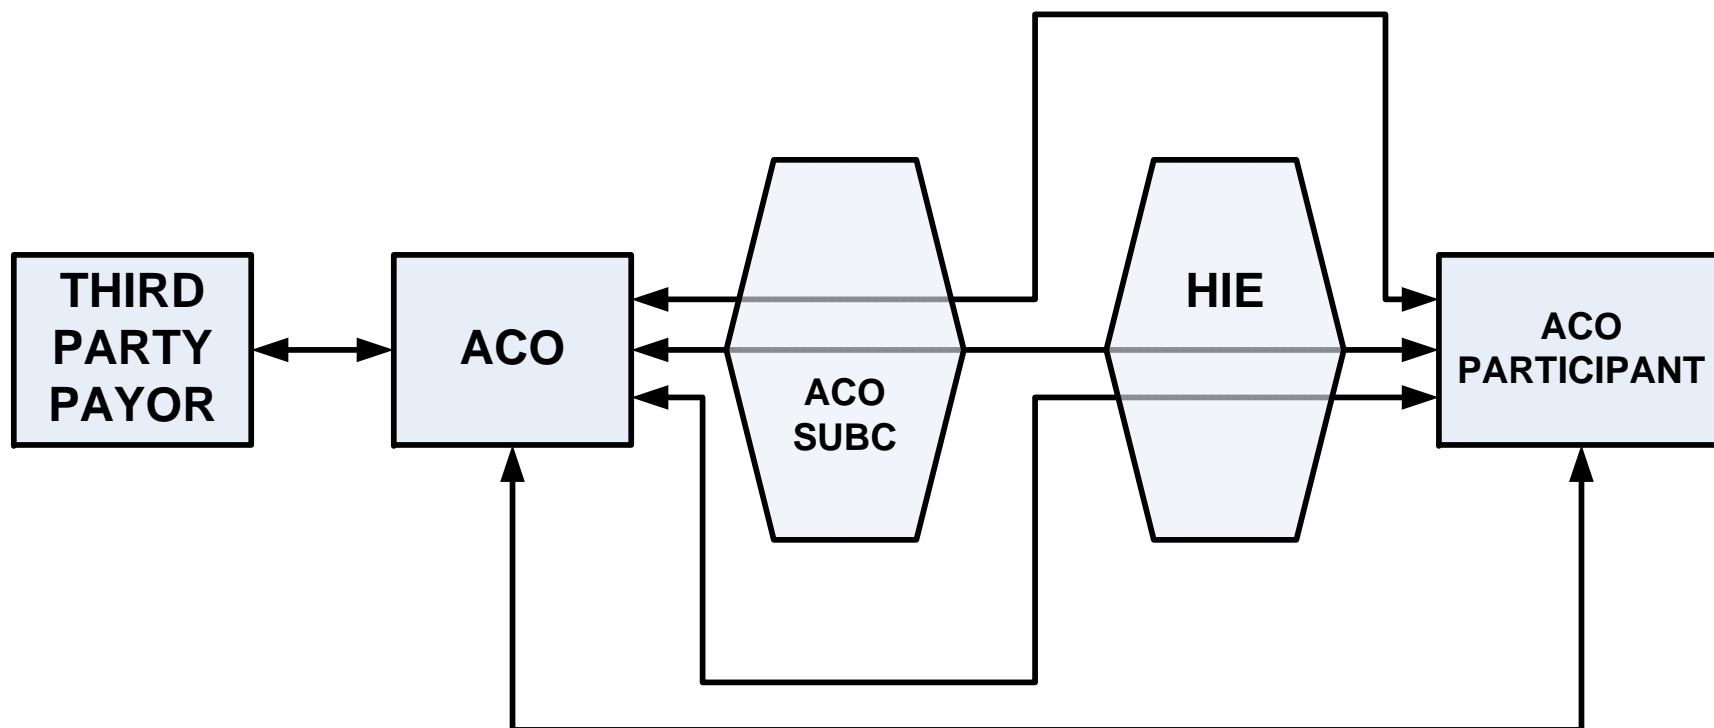 THIRD
PARTY
PAYOR
ACO
ACO
SUBC
HIE
ACO
PARTICIPANT